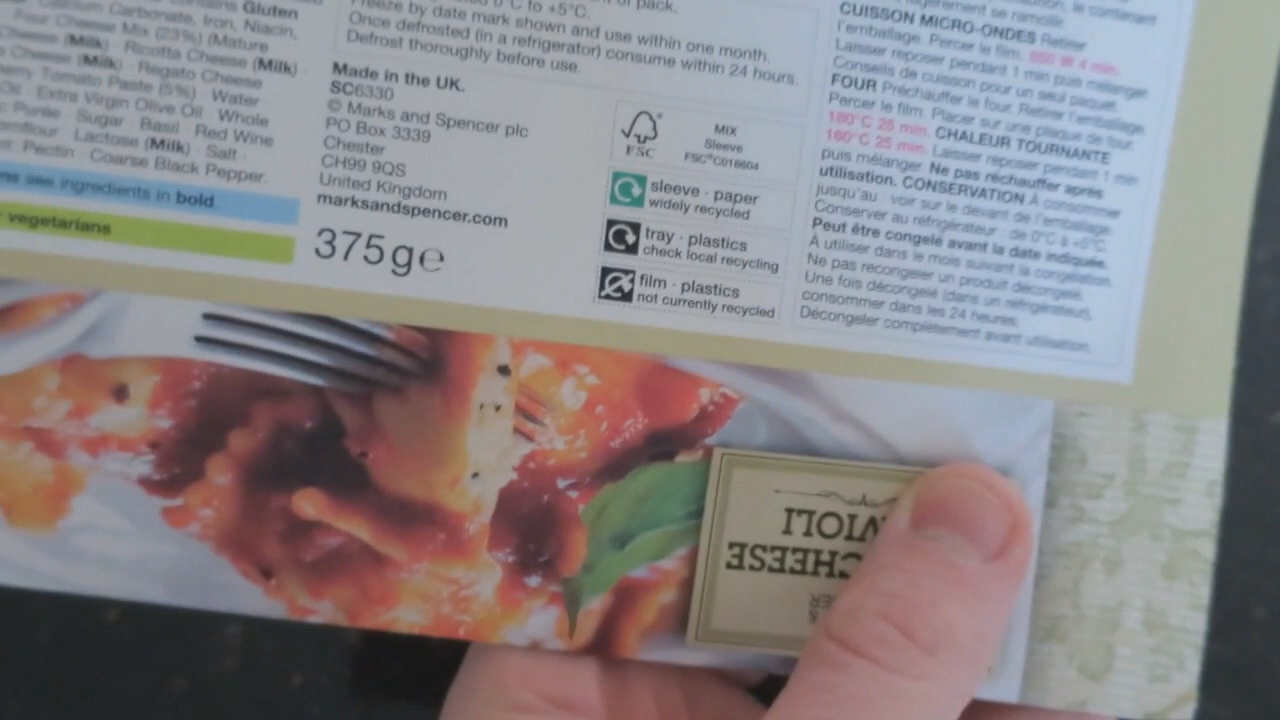 contains Gluten
Calcium Carbonate, Iron, Niacin,
Four Cheese Mix (23%) (Mature
Cheese (Milk) · Ricotta Cheese (Milk) ·
Cheese (Milk) · Regato Cheese
Tomato Paste (5%) · Water ·
Oil · Extra Virgin Olive Oil · Whole
Purée · Sugar · Basil · Red Wine
Lactose (Milk) · Salt ·
Pectin · Coarse Black Pepper.
see ingredients in bold.
vegetarians
of pack.
0°C to +5°C.
Freeze by date mark shown and use within one month.
Once defrosted (in a refrigerator) consume within 24 hours.
Defrost thoroughly before use.
Made in the UK.
SC6330
© Marks and Spencer plc
PO Box 3339
Chester
CH99 9QS
United Kingdom
marksandspencer.com
375g℮
FSC
MIX
Sleeve
FSC®C016604
sleeve · paper
widely recycled
tray · plastics
check local recycling
film · plastics
not currently recycled
CUISSON MICRO-ONDES Retirer
l'emballage. Percer le film. 4 min.
Laisser reposer pendant 1 min puis mélanger.
Conseils de cuisson pour un seul paquet.
FOUR Préchauffer le four. Retirer l'emballage.
Percer le film. Placer sur une plaque de four.
180°C 25 min. CHALEUR TOURNANTE
160°C 25 min. Laisser reposer pendant 1 min
puis mélanger. Ne pas réchauffer après
utilisation. CONSERVATION À consommer
jusqu'au : voir sur le devant de l'emballage.
Conserver au réfrigérateur : de 0°C à +5°C.
Peut être congelé avant la date indiquée.
À utiliser dans le mois suivant la congélation.
Ne pas recongeler un produit décongelé.
Une fois décongelé (dans un réfrigérateur),
consommer dans les 24 heures.
Décongeler complètement avant utilisation.
CHEESE
VIOLI